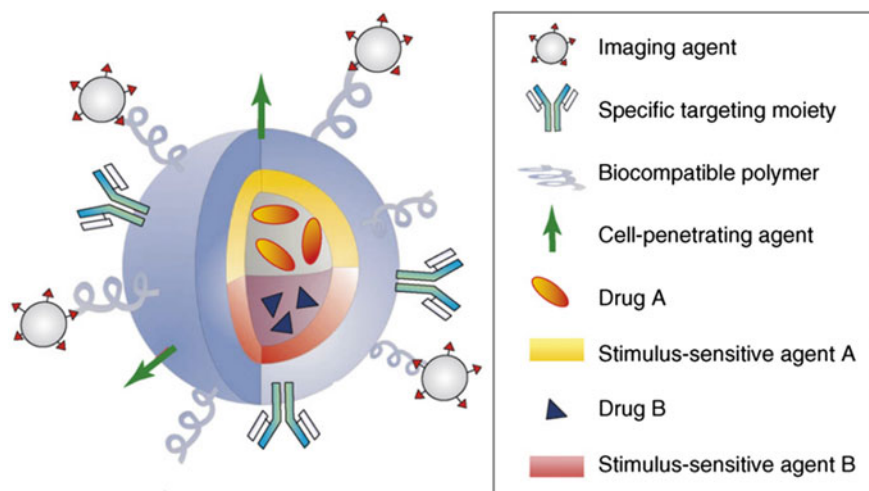 Imaging agent
Specific targeting moiety
Biocompatible polymer
Cell-penetrating agent
Drug A
Stimulus-sensitive agent A
Drug B
Stimulus-sensitive agent B